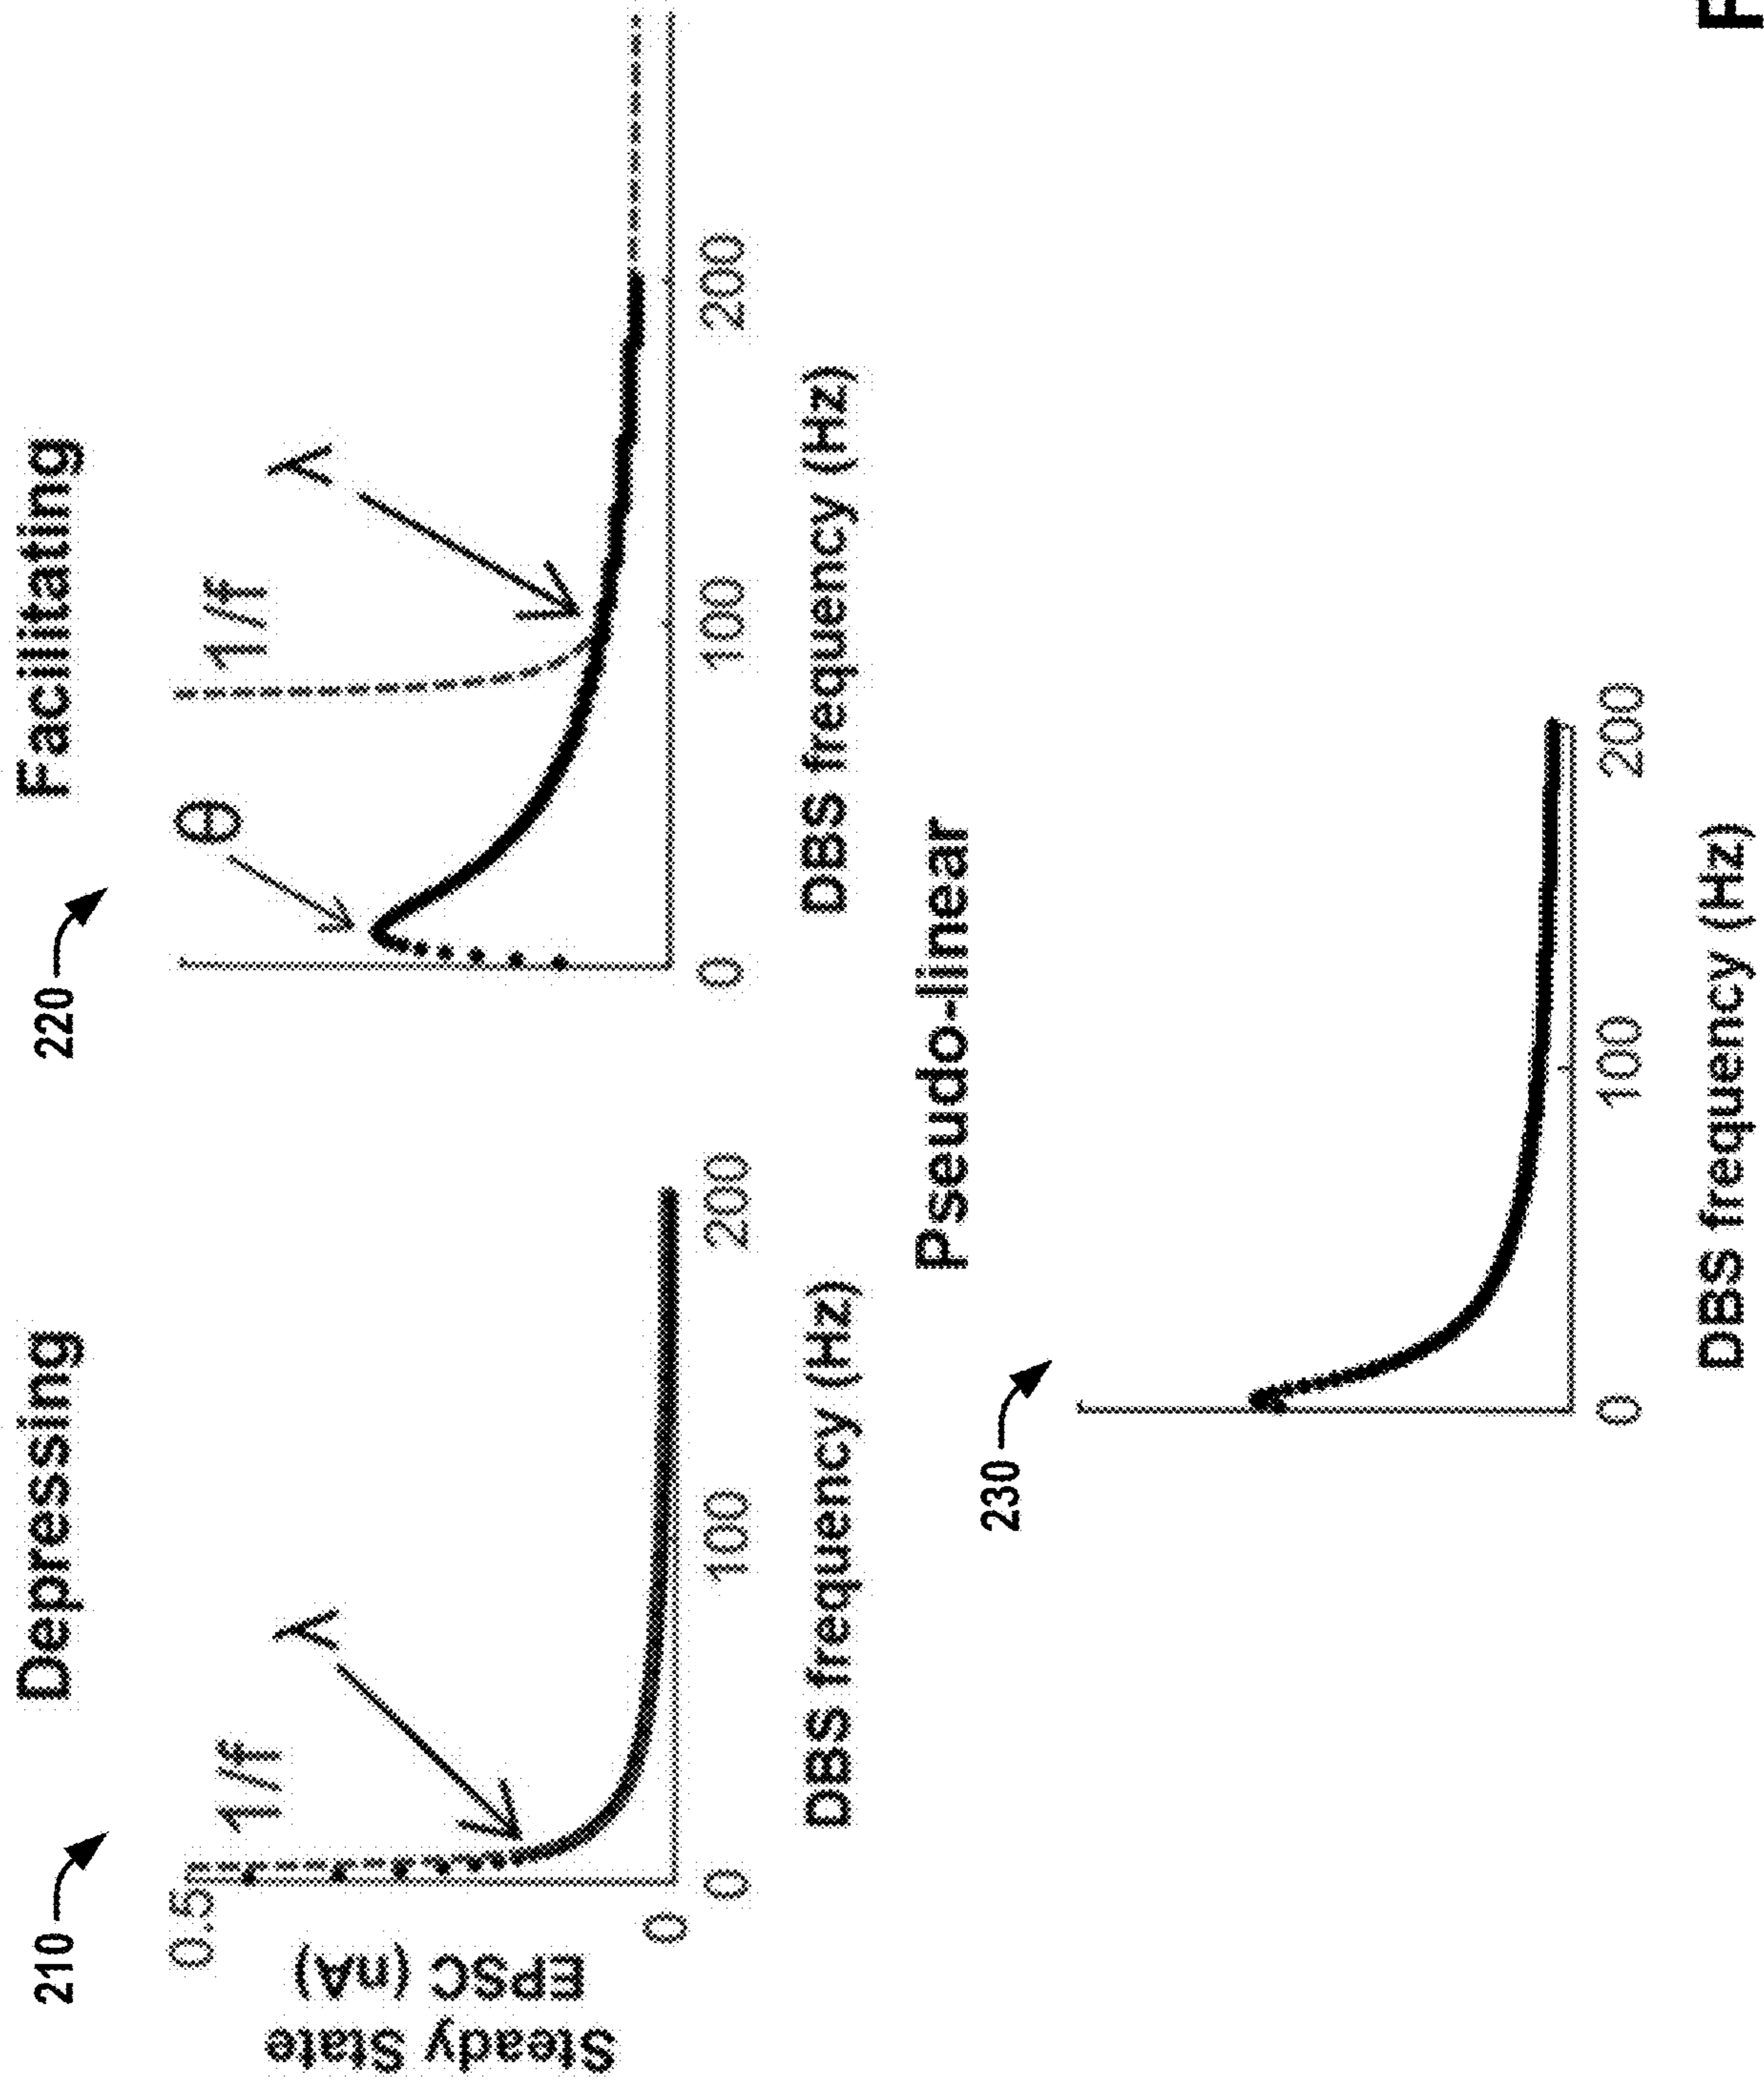 210
Depressing
0.5
1/f
λ
Steady State
EPSC (nA)
0
0
100
200
DBS frequency (Hz)
220
Facilitating
θ
1/f
λ
0
100
200
DBS frequency (Hz)
230
Pseudo-linear
0
100
200
DBS frequency (Hz)